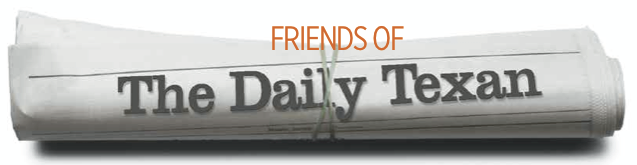 FRIENDS OF
The Daily Texan